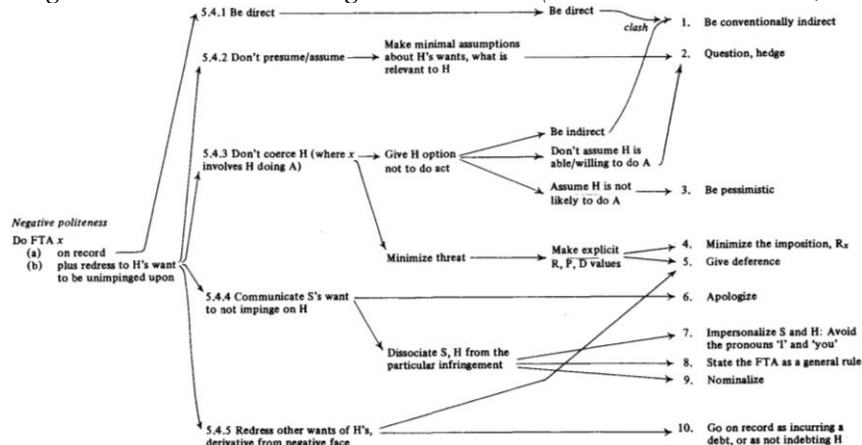 5.4.1 Be direct
Be direct
clash
1. Be conventionally indirect
5.4.2 Don't presume/assume
Make minimal assumptions
about H's wants, what is
relevant to H
2. Question, hedge
5.4.3 Don't coerce H (where x
involves H doing A)
Give H option
not to do act
Be indirect
Don't assume H is
able/willing to do A
Assume H is not
likely to do A
3. Be pessimistic
Negative politeness
Do FTA x
(a) on record
(b) plus redress to H's want
to be unimpinged upon
Minimize threat
Make explicit
R, P, D values
4. Minimize the imposition, Rx
5. Give deference
5.4.4 Communicate S's want
to not impinge on H
6. Apologize
Dissociate S, H from the
particular infringement
7. Impersonalize S and H: Avoid
the pronouns 'I' and 'you'
8. State the FTA as a general rule
9. Nominalize
5.4.5 Redress other wants of H's,
derivative from negative face
10. Go on record as incurring a
debt, or as not indebting H